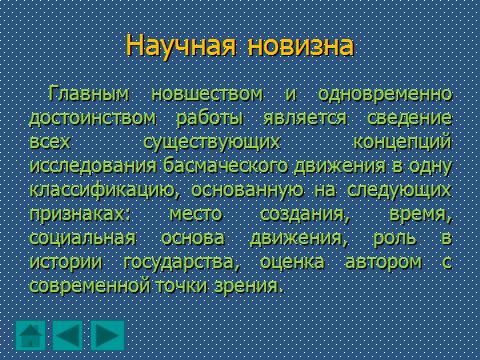 Научная новизна
Главным новшеством и одновременно
достоинством работы является сведение
всех существующих концепций
исследования басмаческого движения в одну
классификацию, основанную на следующих
признаках: место создания, время,
социальная основа движения, роль в
истории государства, оценка автором с
современной точки зрения.